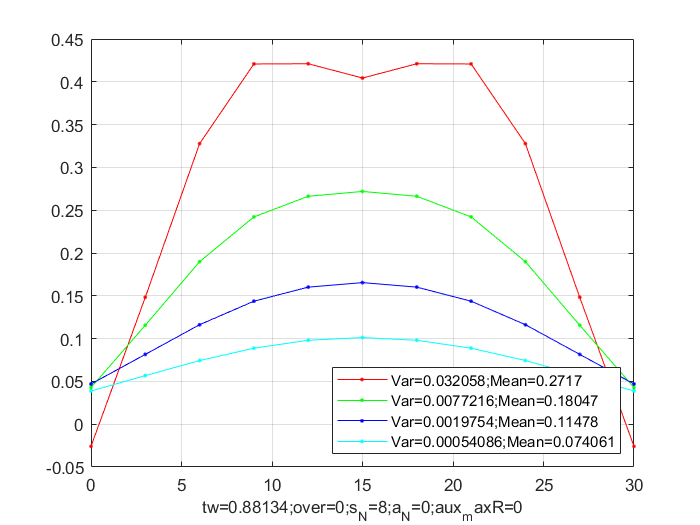 0.45
0.4
0.35
0.3
0.25
0.2
0.15
0.1
0.05
0
-0.05
Var=0.032058;Mean=0.2717
Var=0.0077216;Mean=0.18047
Var=0.0019754;Mean=0.11478
Var=0.00054086;Mean=0.074061
0 5 10 15 20 25 30
tw=0.88134;over=0;s_N=8;a_N=0;aux_maxR=0